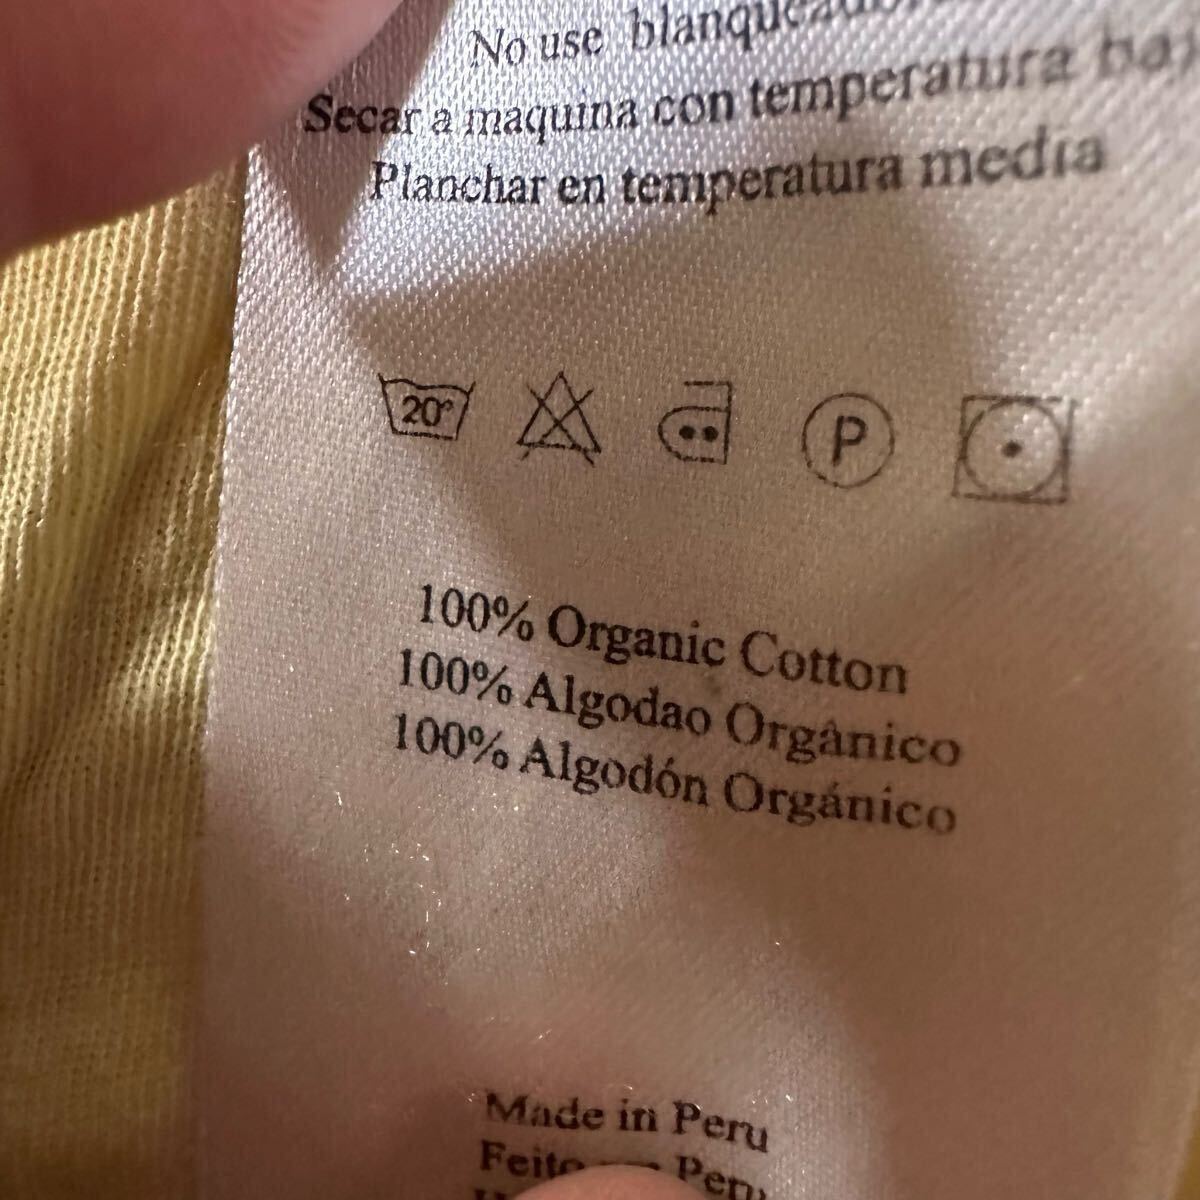 No use
Secar a maquina con temperatura
Planchar en temperatura media
20° P
100% Organic Cotton
100% Algodao Orgânico
100% Algodón Orgánico
Made in Peru